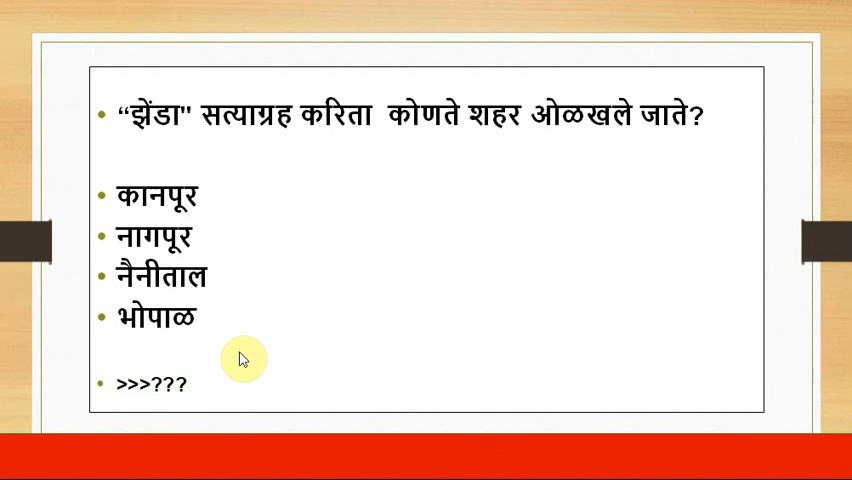 • “झेंडा" सत्याग्रह करिता कोणते शहर ओळखले जाते?
• कानपूर
• नागपूर
• नैनीताल
• भोपाळ
• >>>???